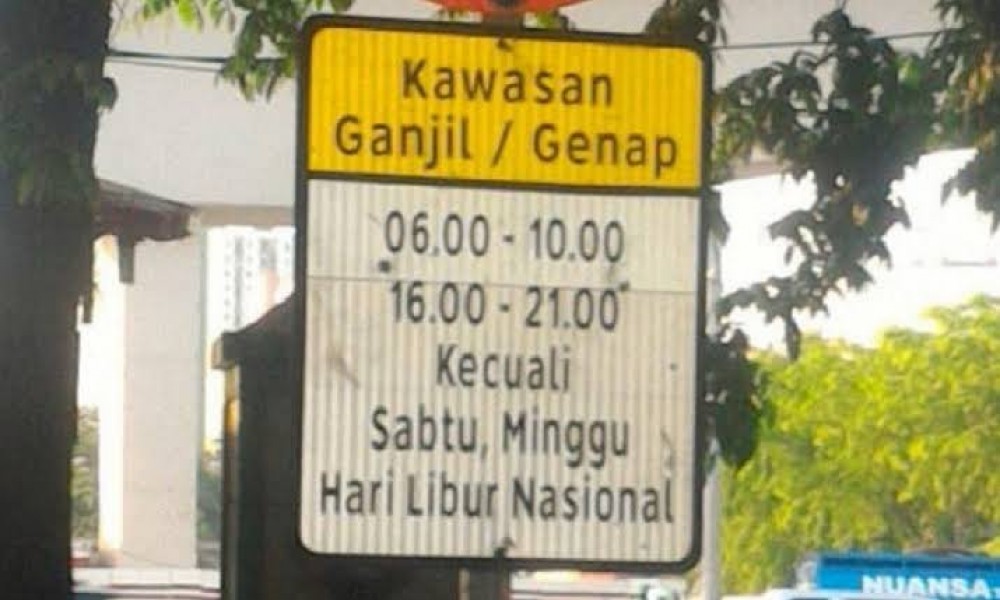 Kawasan
Ganjil / Genap
06.00 - 10.00
16.00 - 21.00
Kecuali
Sabtu, Minggu
Hari Libur Nasional
NUANSA